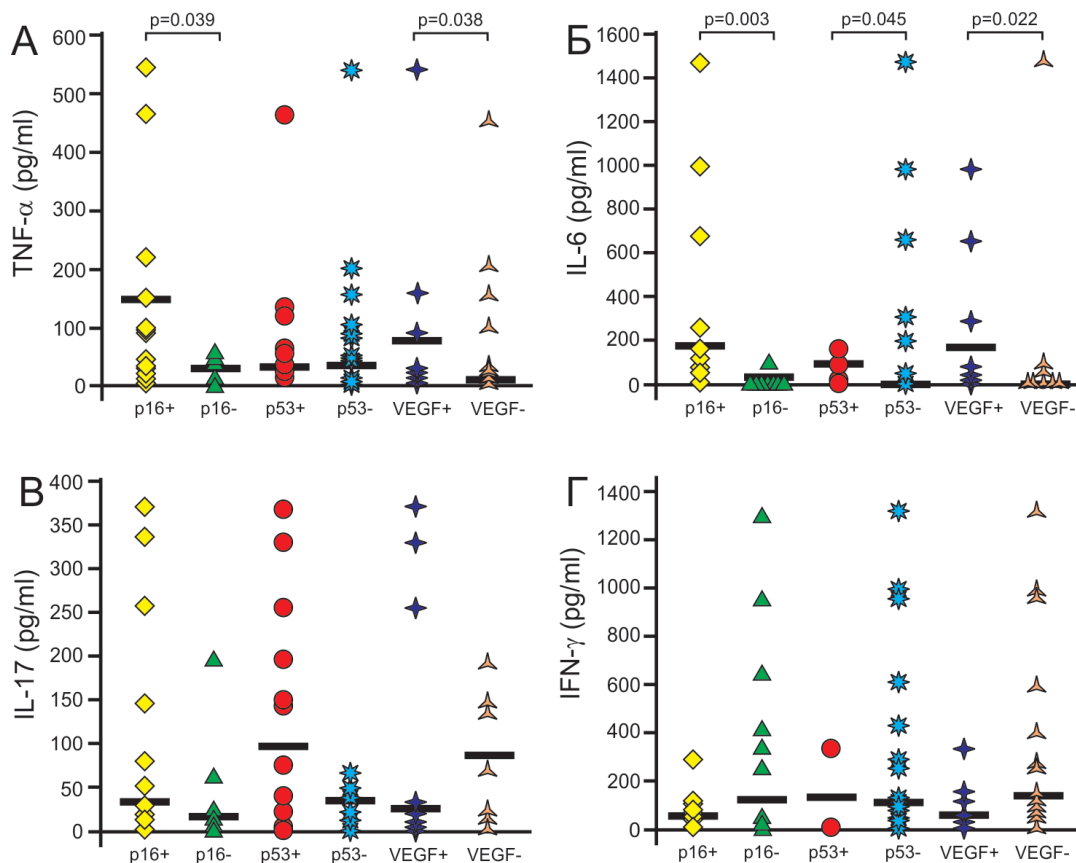 А
p=0.039
p=0.038
TNF-α (pg/ml)
600
500
400
300
200
100
0
p16+
p16-
p53+
p53-
VEGF+
VEGF-
Б
p=0.003
p=0.045
p=0.022
IL-6 (pg/ml)
1600
1400
1200
1000
800
600
400
200
0
p16+
p16-
p53+
p53-
VEGF+
VEGF-
В
IL-17 (pg/ml)
400
350
300
250
200
150
100
50
0
p16+
p16-
p53+
p53-
VEGF+
VEGF-
Г
IFN-γ (pg/ml)
1400
1200
1000
800
600
400
200
0
p16+
p16-
p53+
p53-
VEGF+
VEGF-